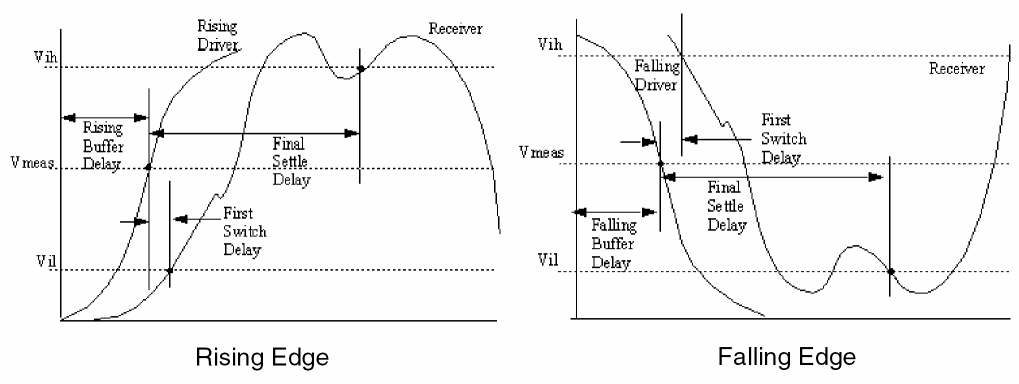 Rising
Driver
Receiver
Vih
Rising
Buffer
Delay
Final
Settle
Delay
Vmeas
First
Switch
Delay
Vil
Rising Edge
Vih
Falling
Driver
Receiver
First
Switch
Delay
Vmeas
Final
Settle
Delay
Falling
Buffer
Delay
Vil
Falling Edge